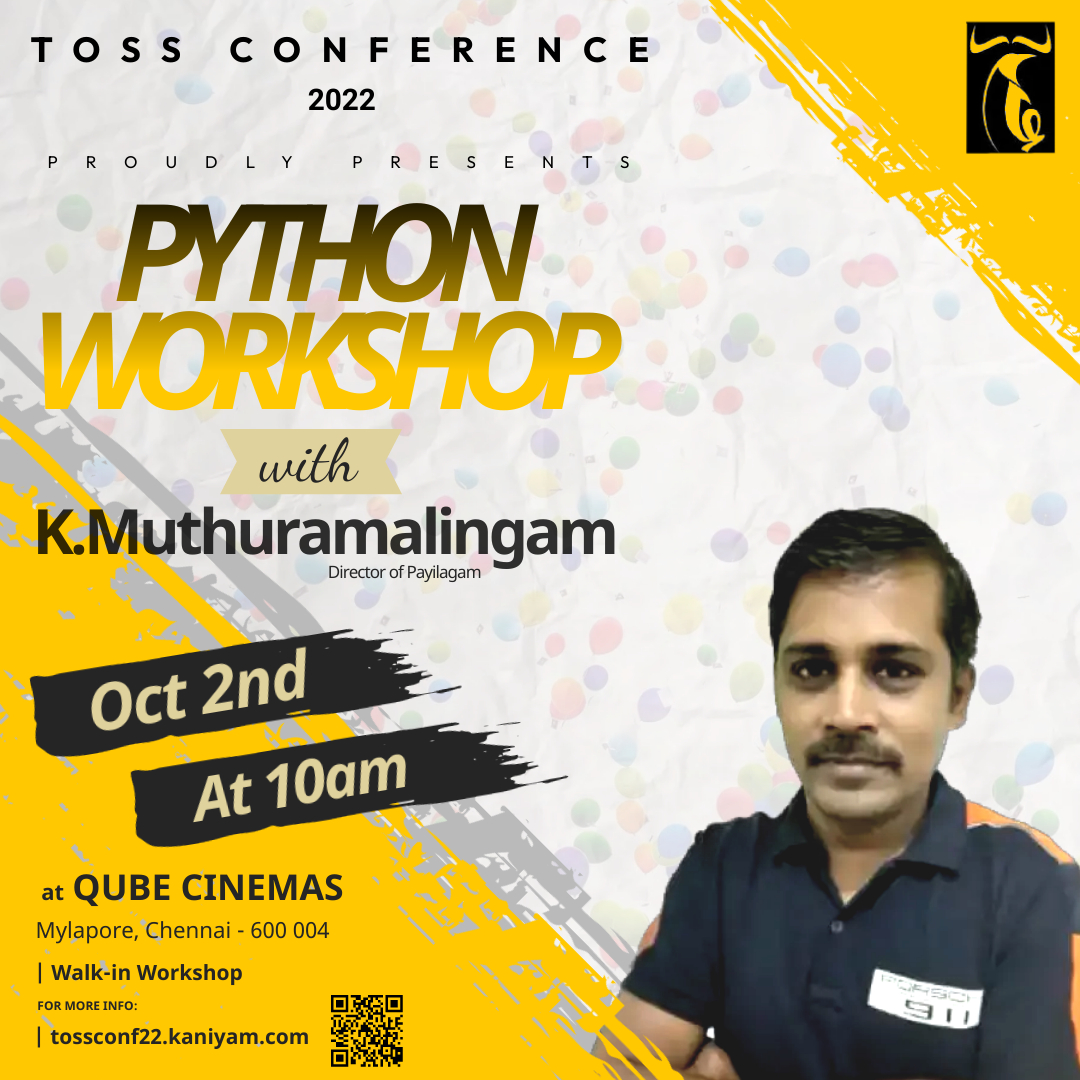 TOSS CONFERENCE
2022
PROUDLY PRESENTS
PYTHON
WORKSHOP
with
K.Muthuramalingam
Director of Payilagam
Oct 2nd
At 10am
at QUBE CINEMAS
Mylapore, Chennai - 600 004
| Walk-in Workshop
FOR MORE INFO:
| tossconf22.kaniyam.com
911